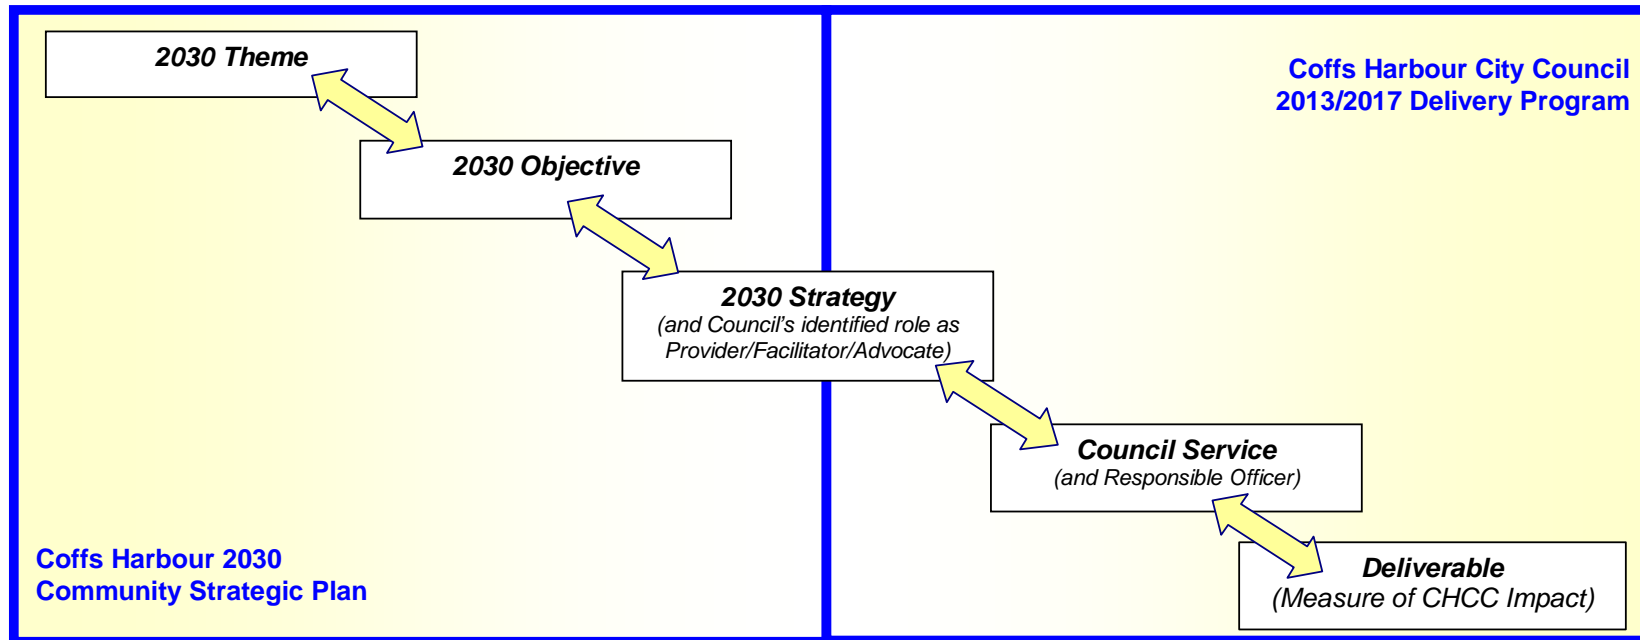 2030 Theme
Coffs Harbour City Council
2013/2017 Delivery Program
2030 Objective
2030 Strategy
(and Council’s identified role as
Provider/Facilitator/Advocate)
Council Service
(and Responsible Officer)
Coffs Harbour 2030
Community Strategic Plan
Deliverable
(Measure of CHCC Impact)